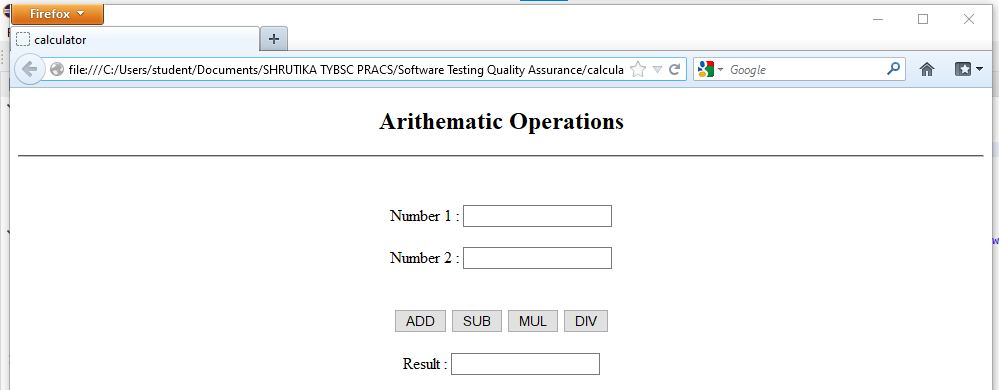 Firefox
calculator
file:///C:/Users/student/Documents/SHRUTIKA TYBSC PRACS/Software Testing Quality Assurance/calcula
Google
Arithematic Operations
Number 1 :
Number 2 :
ADD SUB MUL DIV
Result :